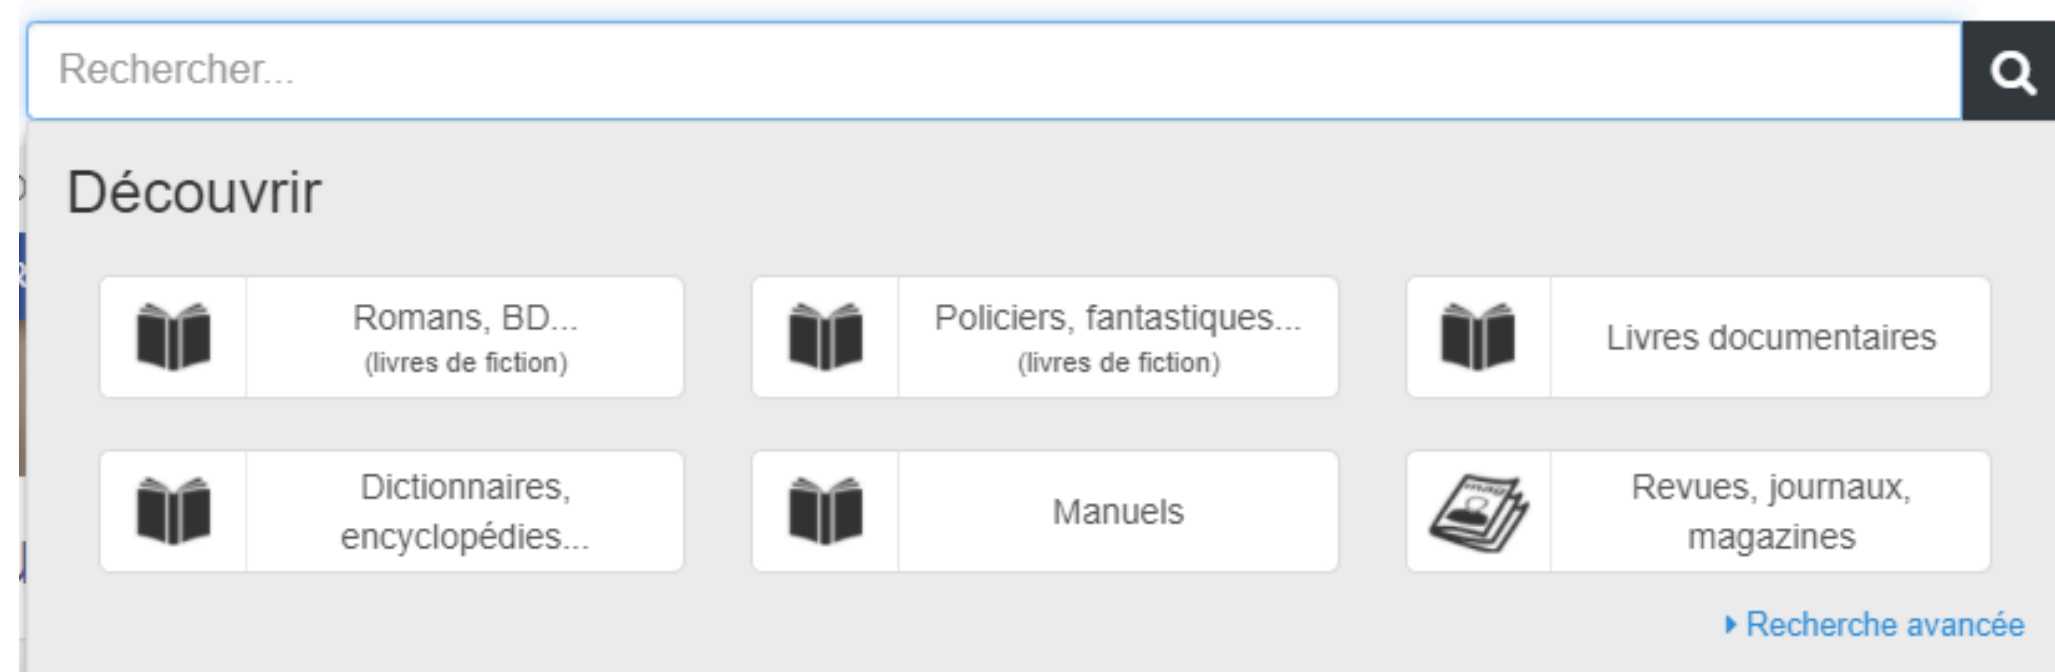 Rechercher...
Découvrir
Romans, BD...
(livres de fiction)
Policiers, fantastiques...
(livres de fiction)
Livres documentaires
Dictionnaires,
encyclopédies...
Manuels
Revues, journaux,
magazines
Recherche avancée